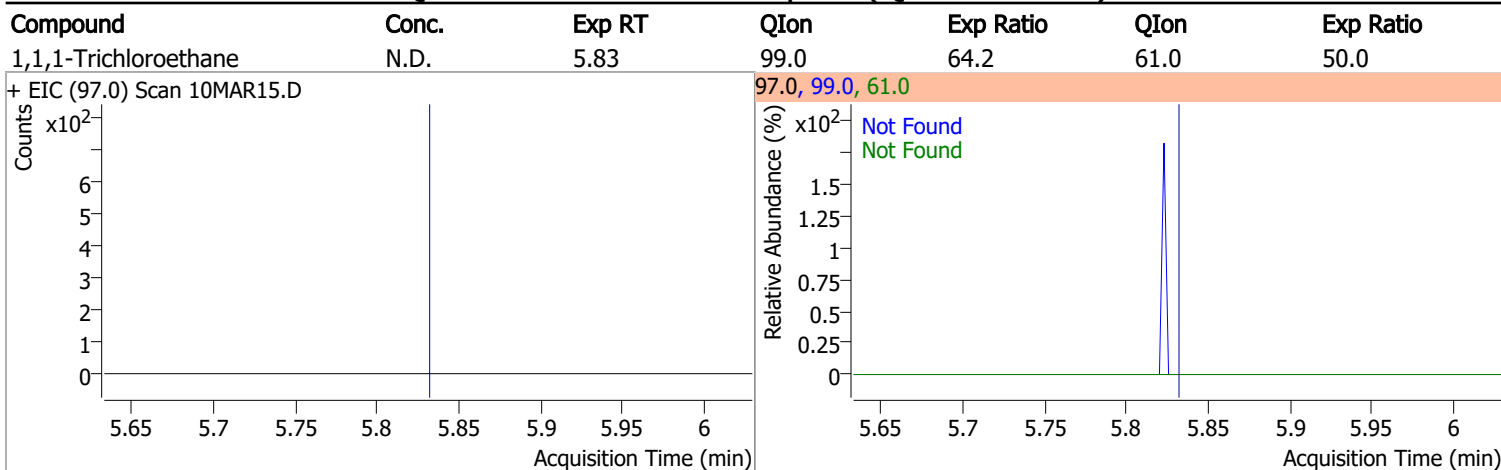 Compound Conc. Exp RT QIon Exp Ratio QIon Exp Ratio
1,1,1-Trichloroethane N.D. 5.83 99.0 64.2 61.0 50.0
+ EIC (97.0) Scan 10MAR15.D
Counts
x10²
6
5
4
3
2
1
0
5.65 5.7 5.75 5.8 5.85 5.9 5.95 6
Acquisition Time (min)
97.0, 99.0, 61.0
Relative Abundance (%)
x10²
Not Found
Not Found
1.5
1.25
1
0.75
0.5
0.25
0
5.65 5.7 5.75 5.8 5.85 5.9 5.95 6
Acquisition Time (min)